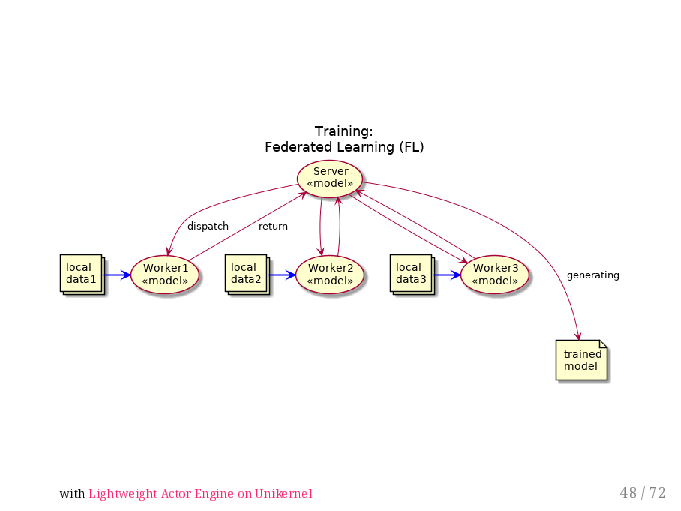 Training:
Federated Learning (FL)
Server
«model»
dispatch
return
local
data1
Worker1
«model»
local
data2
Worker2
«model»
local
data3
Worker3
«model»
generating
trained
model
with Lightweight Actor Engine on Unikernel
48 / 72